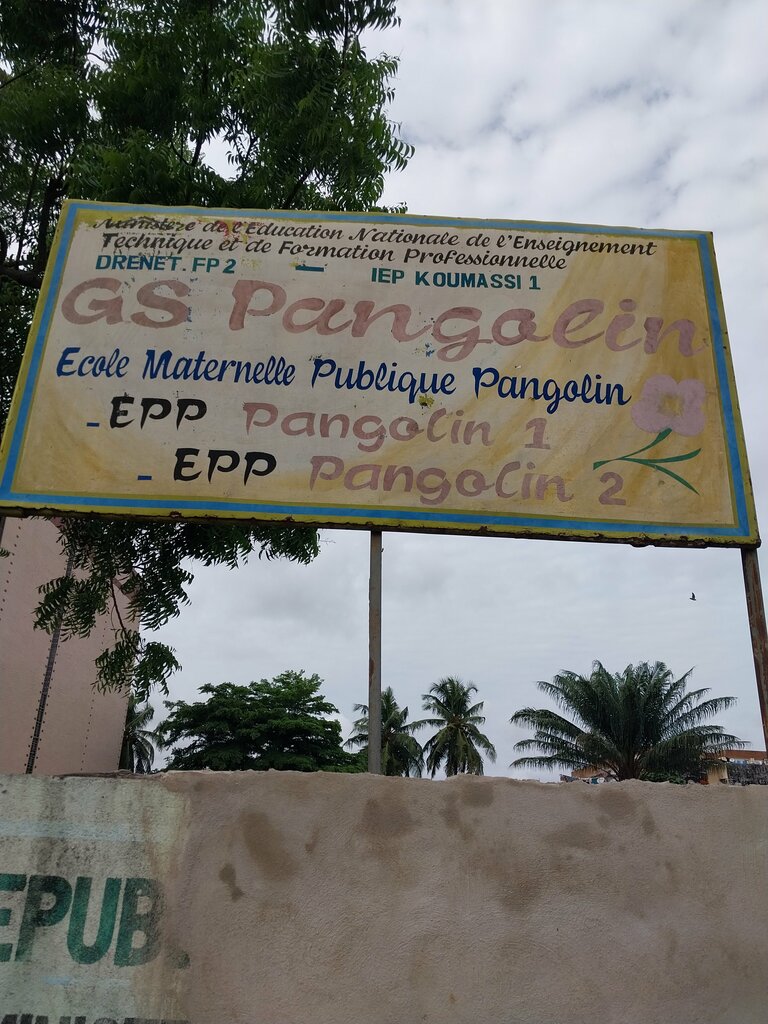 Ministère de l'Education Nationale de l'Enseignement
Technique et de Formation Professionnelle
DRENET. FP 2 - IEP KOUMASSI 1
GS Pangolin
Ecole Maternelle Publique Pangolin
- EPP Pangolin 1
- EPP Pangolin 2
EPUB.